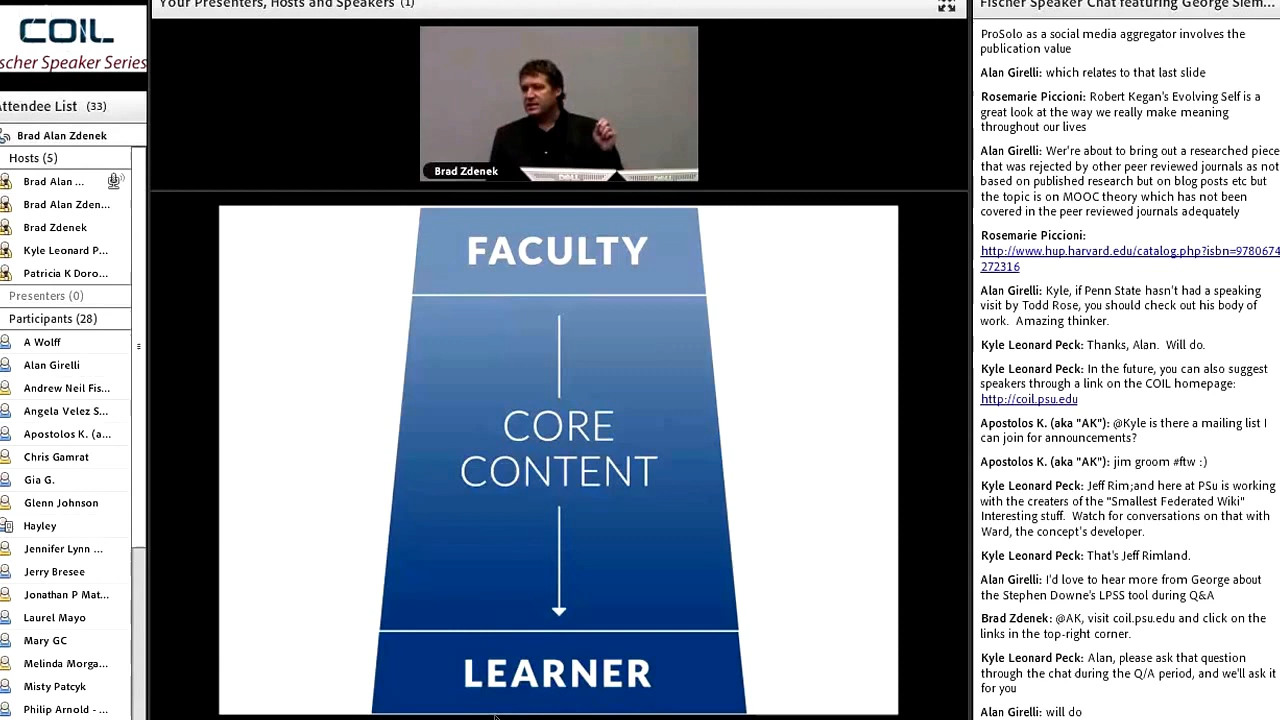 COIL
scher Speaker Series
Attendee List (33)
Brad Alan Zdenek
Hosts (5)
Brad Alan ...
Brad Alan Zden...
Brad Zdenek
Kyle Leonard P...
Patricia K Doro...
Presenters (0)
Participants (28)
A Wolff
Alan Girelli
Andrew Neil Fis...
Angela Velez S...
Apostolos K. (a...
Chris Gamrat
Gia G.
Glenn Johnson
Hayley
Jennifer Lynn ...
Jerry Bresee
Jonathan P Mat...
Laurel Mayo
Mary GC
Melinda Morga...
Misty Patcyk
Philip Arnold - ...
Your Presenters, Hosts and Speakers (1)
Brad Zdenek
DELL
FACULTY
CORE
CONTENT
LEARNER
Fischer Speaker Chat featuring George Siem...
ProSolo as a social media aggregator involves the
publication value
Alan Girelli: which relates to that last slide
Rosemarie Piccioni: Robert Kegan's Evolving Self is a
great look at the way we really make meaning
throughout our lives
Alan Girelli: Wer're about to bring out a researched piece
that was rejected by other peer reviewed journals as not
based on published research but on blog posts etc but
the topic is on MOOC theory which has not been
covered in the peer reviewed journals adequately
Rosemarie Piccioni:
http://www.hup.harvard.edu/catalog.php?isbn=9780674
272316
Alan Girelli: Kyle, if Penn State hasn't had a speaking
visit by Todd Rose, you should check out his body of
work. Amazing thinker.
Kyle Leonard Peck: Thanks, Alan. Will do.
Kyle Leonard Peck: In the future, you can also suggest
speakers through a link on the COIL homepage:
http://coil.psu.edu
Apostolos K. (aka "AK"): @Kyle is there a mailing list I
can join for announcements?
Apostolos K. (aka "AK"): jim groom #ftw :)
Kyle Leonard Peck: Jeff Rim;and here at PSu is working
with the creators of the "Smallest Federated Wiki"
Interesting stuff. Watch for conversations on that with
Ward, the concept's developer.
Kyle Leonard Peck: That's Jeff Rimland.
Alan Girelli: I'd love to hear more from George about
the Stephen Downe's LPSS tool during Q&A
Brad Zdenek: @AK, visit coil.psu.edu and click on the
links in the top-right corner.
Kyle Leonard Peck: Alan, please ask that question
through the chat during the Q/A period, and we'll ask it
for you
Alan Girelli: will do